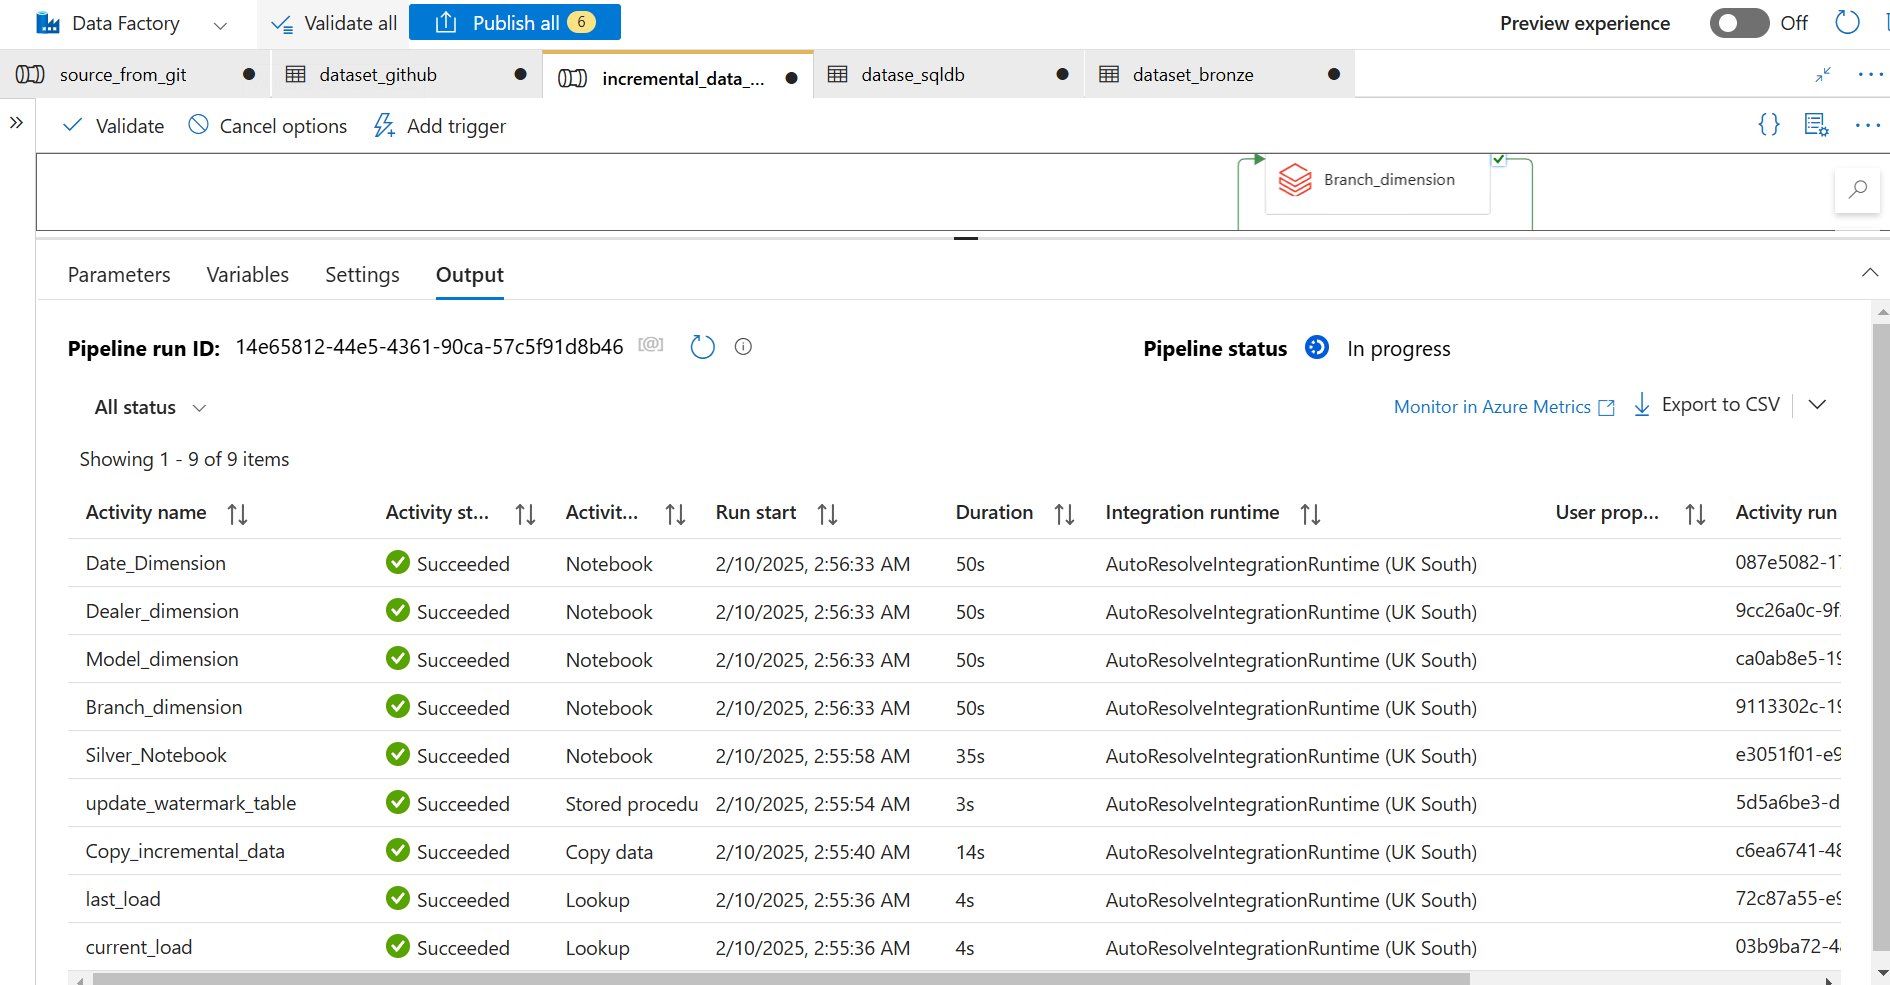 Data Factory Validate all Publish all 6 Preview experience Off
source_from_git dataset_github incremental_data_... datase_sqldb dataset_bronze
Validate Cancel options Add trigger
Branch_dimension
Parameters Variables Settings Output
Pipeline run ID: 14e65812-44e5-4361-90ca-57c5f91d8b46 Pipeline status In progress
All status Monitor in Azure Metrics Export to CSV
Showing 1 - 9 of 9 items
Activity name Activity st... Activit... Run start Duration Integration runtime User prop... Activity run
Date_Dimension Succeeded Notebook 2/10/2025, 2:56:33 AM 50s AutoResolveIntegrationRuntime (UK South) 087e5082-17
Dealer_dimension Succeeded Notebook 2/10/2025, 2:56:33 AM 50s AutoResolveIntegrationRuntime (UK South) 9cc26a0c-9f
Model_dimension Succeeded Notebook 2/10/2025, 2:56:33 AM 50s AutoResolveIntegrationRuntime (UK South) ca0ab8e5-19
Branch_dimension Succeeded Notebook 2/10/2025, 2:56:33 AM 50s AutoResolveIntegrationRuntime (UK South) 9113302c-19
Silver_Notebook Succeeded Notebook 2/10/2025, 2:55:58 AM 35s AutoResolveIntegrationRuntime (UK South) e3051f01-e9
update_watermark_table Succeeded Stored procedu 2/10/2025, 2:55:54 AM 3s AutoResolveIntegrationRuntime (UK South) 5d5a6be3-d
Copy_incremental_data Succeeded Copy data 2/10/2025, 2:55:40 AM 14s AutoResolveIntegrationRuntime (UK South) c6ea6741-48
last_load Succeeded Lookup 2/10/2025, 2:55:36 AM 4s AutoResolveIntegrationRuntime (UK South) 72c87a55-e9
current_load Succeeded Lookup 2/10/2025, 2:55:36 AM 4s AutoResolveIntegrationRuntime (UK South) 03b9ba72-4